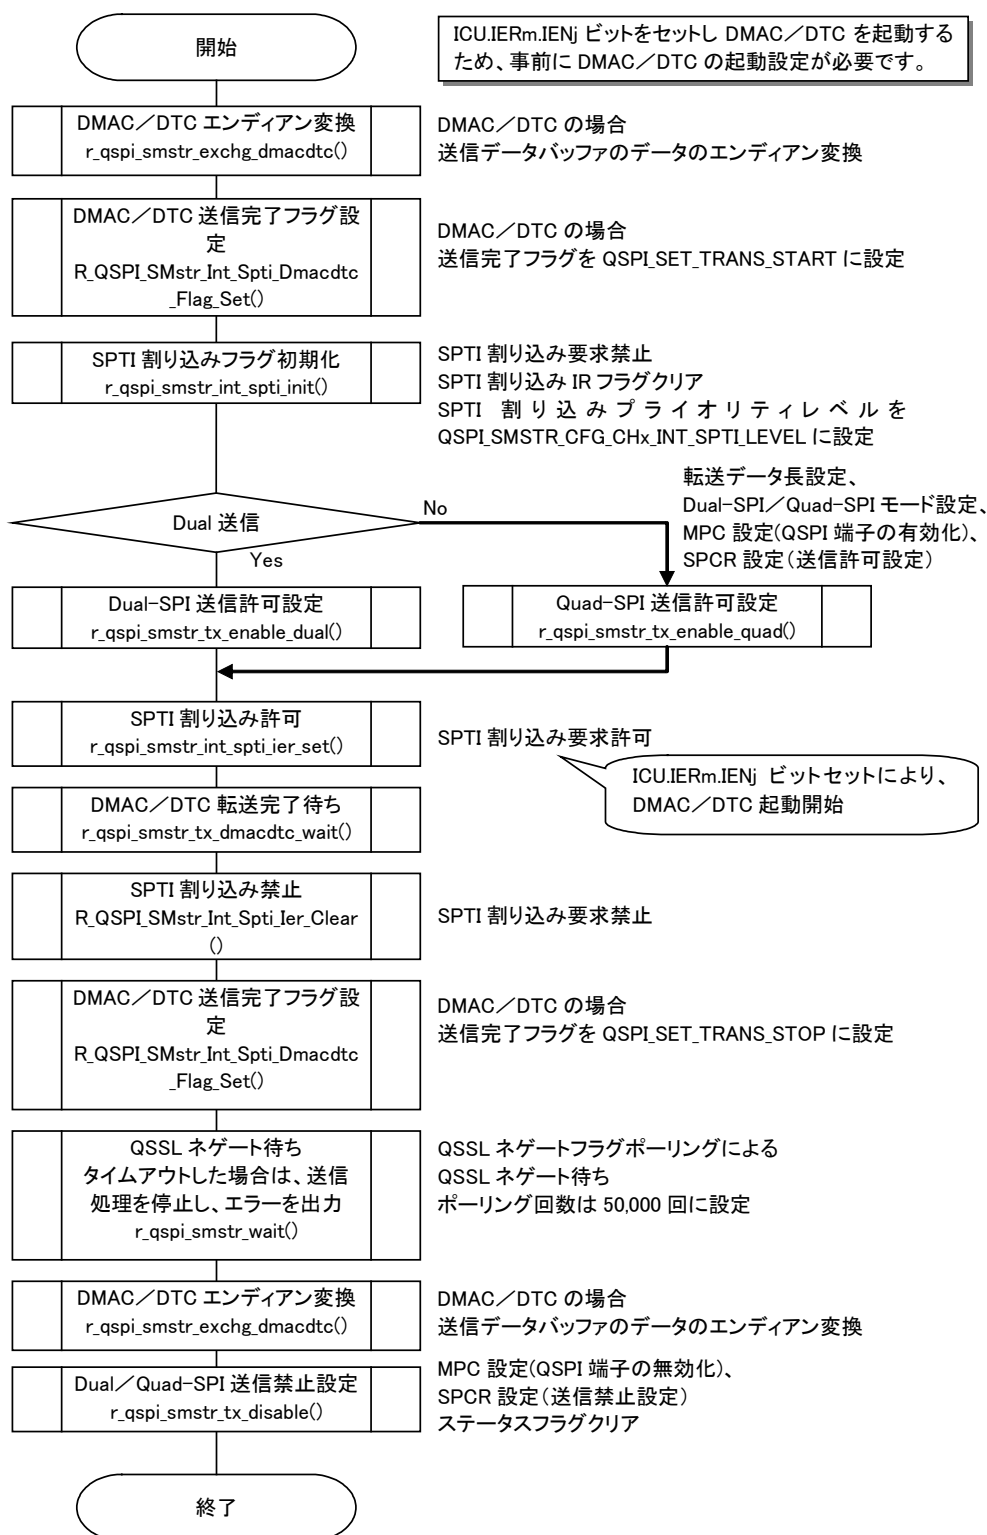 開始
ICU.IERm.IENj ビットをセットし DMAC／DTC を起動する
ため、事前に DMAC／DTC の起動設定が必要です。
DMAC／DTC エンディアン変換
r_qspi_smstr_exchg_dmacdtc()
DMAC／DTC の場合
送信データバッファのデータのエンディアン変換
DMAC／DTC 送信完了フラグ設
定
R_QSPI_SMstr_Int_Spti_Dmacdtc
_Flag_Set()
DMAC／DTC の場合
送信完了フラグを QSPI_SET_TRANS_START に設定
SPTI 割り込みフラグ初期化
r_qspi_smstr_int_spti_init()
SPTI 割り込み要求禁止
SPTI 割り込み IR フラグクリア
SPTI 割り込みプライオリティレベルを
QSPI_SMSTR_CFG_CHx_INT_SPTI_LEVEL に設定
Dual 送信
No
Yes
転送データ長設定、
Dual-SPI／Quad-SPI モード設定、
MPC 設定(QSPI 端子の有効化)、
SPCR 設定（送信許可設定）
Dual-SPI 送信許可設定
r_qspi_smstr_tx_enable_dual()
Quad-SPI 送信許可設定
r_qspi_smstr_tx_enable_quad()
SPTI 割り込み許可
r_qspi_smstr_int_spti_ier_set()
SPTI 割り込み要求許可
ICU.IERm.IENj ビットセットにより、
DMAC／DTC 起動開始
DMAC／DTC 転送完了待ち
r_qspi_smstr_tx_dmacdtc_wait()
SPTI 割り込み禁止
R_QSPI_SMstr_Int_Spti_Ier_Clear
()
SPTI 割り込み要求禁止
DMAC／DTC 送信完了フラグ設
定
R_QSPI_SMstr_Int_Spti_Dmacdtc
_Flag_Set()
DMAC／DTC の場合
送信完了フラグを QSPI_SET_TRANS_STOP に設定
QSSL ネゲート待ち
タイムアウトした場合は、送信
処理を停止し、エラーを出力
r_qspi_smstr_wait()
QSSL ネゲートフラグポーリングによる
QSSL ネゲート待ち
ポーリング回数は 50,000 回に設定
DMAC／DTC エンディアン変換
r_qspi_smstr_exchg_dmacdtc()
DMAC／DTC の場合
送信データバッファのデータのエンディアン変換
Dual／Quad-SPI 送信禁止設定
r_qspi_smstr_tx_disable()
MPC 設定(QSPI 端子の無効化)、
SPCR 設定（送信禁止設定）
ステータスフラグクリア
終了